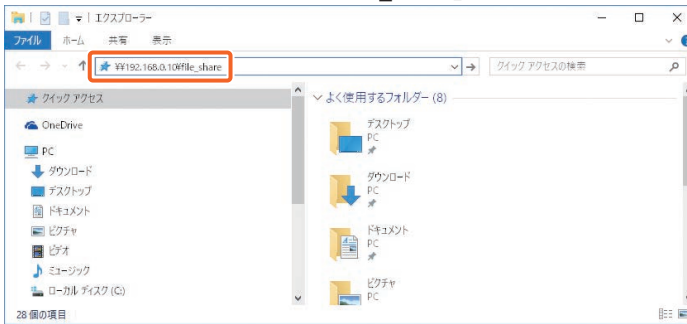 エクスプローラー
ファイル ホーム 共有 表示
¥¥192.168.0.10¥file_share クイック アクセスの検索
クイック アクセス
OneDrive
PC
ダウンロード
デスクトップ
ドキュメント
ピクチャ
ビデオ
ミュージック
ローカル ディスク (C:)
よく使用するフォルダー (8)
デスクトップ
PC
ダウンロード
PC
ドキュメント
PC
ピクチャ
PC
28 個の項目